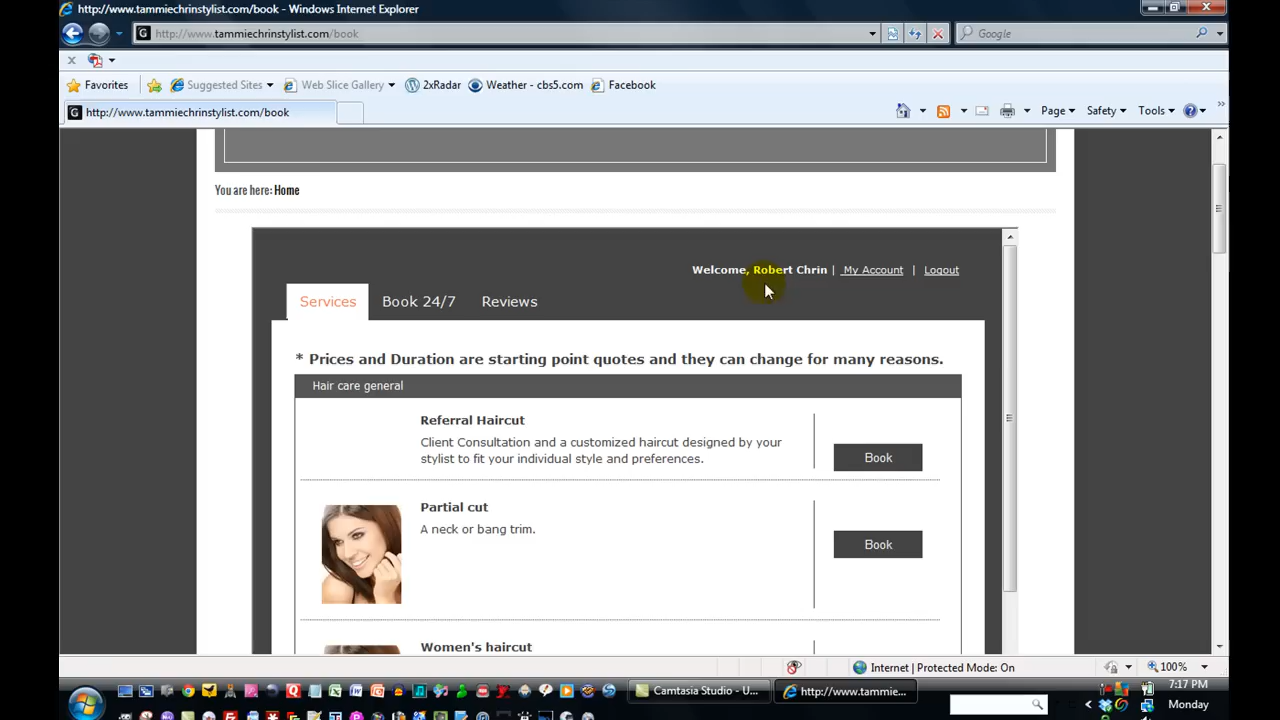 http://www.tammiechrinstylist.com/book - Windows Internet Explorer
http://www.tammiechrinstylist.com/book
Google
Favorites
Suggested Sites
Web Slice Gallery
2xRadar
Weather - cbs5.com
Facebook
http://www.tammiechrinstylist.com/book
Page
Safety
Tools
You are here: Home
Welcome, Robert Chrin | My Account | Logout
Services
Book 24/7
Reviews
* Prices and Duration are starting point quotes and they can change for many reasons.
Hair care general
Referral Haircut
Client Consultation and a customized haircut designed by your
stylist to fit your individual style and preferences.
Book
Partial cut
A neck or bang trim.
Book
Women's haircut
Internet | Protected Mode: On
100%
Camtasia Studio - U...
http://www.tammie...
7:17 PM
Monday